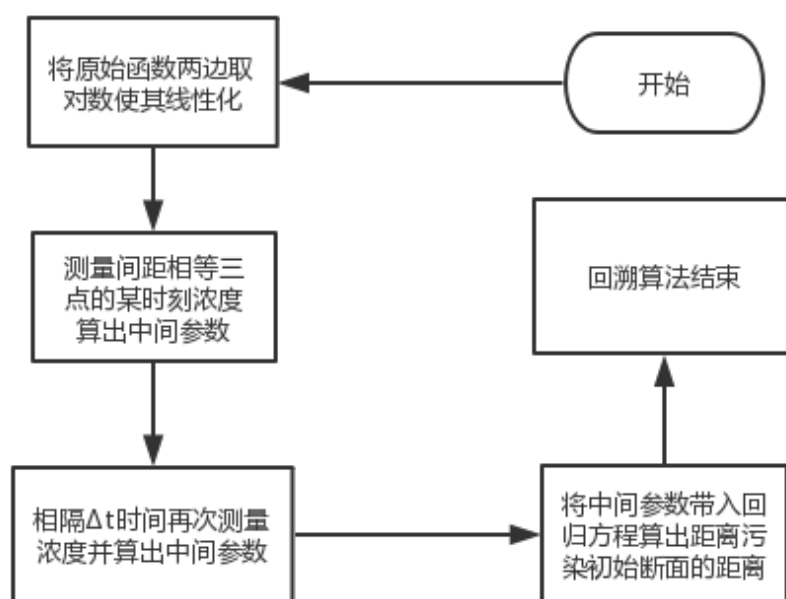 开始
将原始函数两边取
对数使其线性化
测量间距相等三
点的某时刻浓度
算出中间参数
相隔Δt时间再次测量
浓度并算出中间参数
将中间参数带入回
归方程算出距离污
染初始断面的距离
回溯算法结束